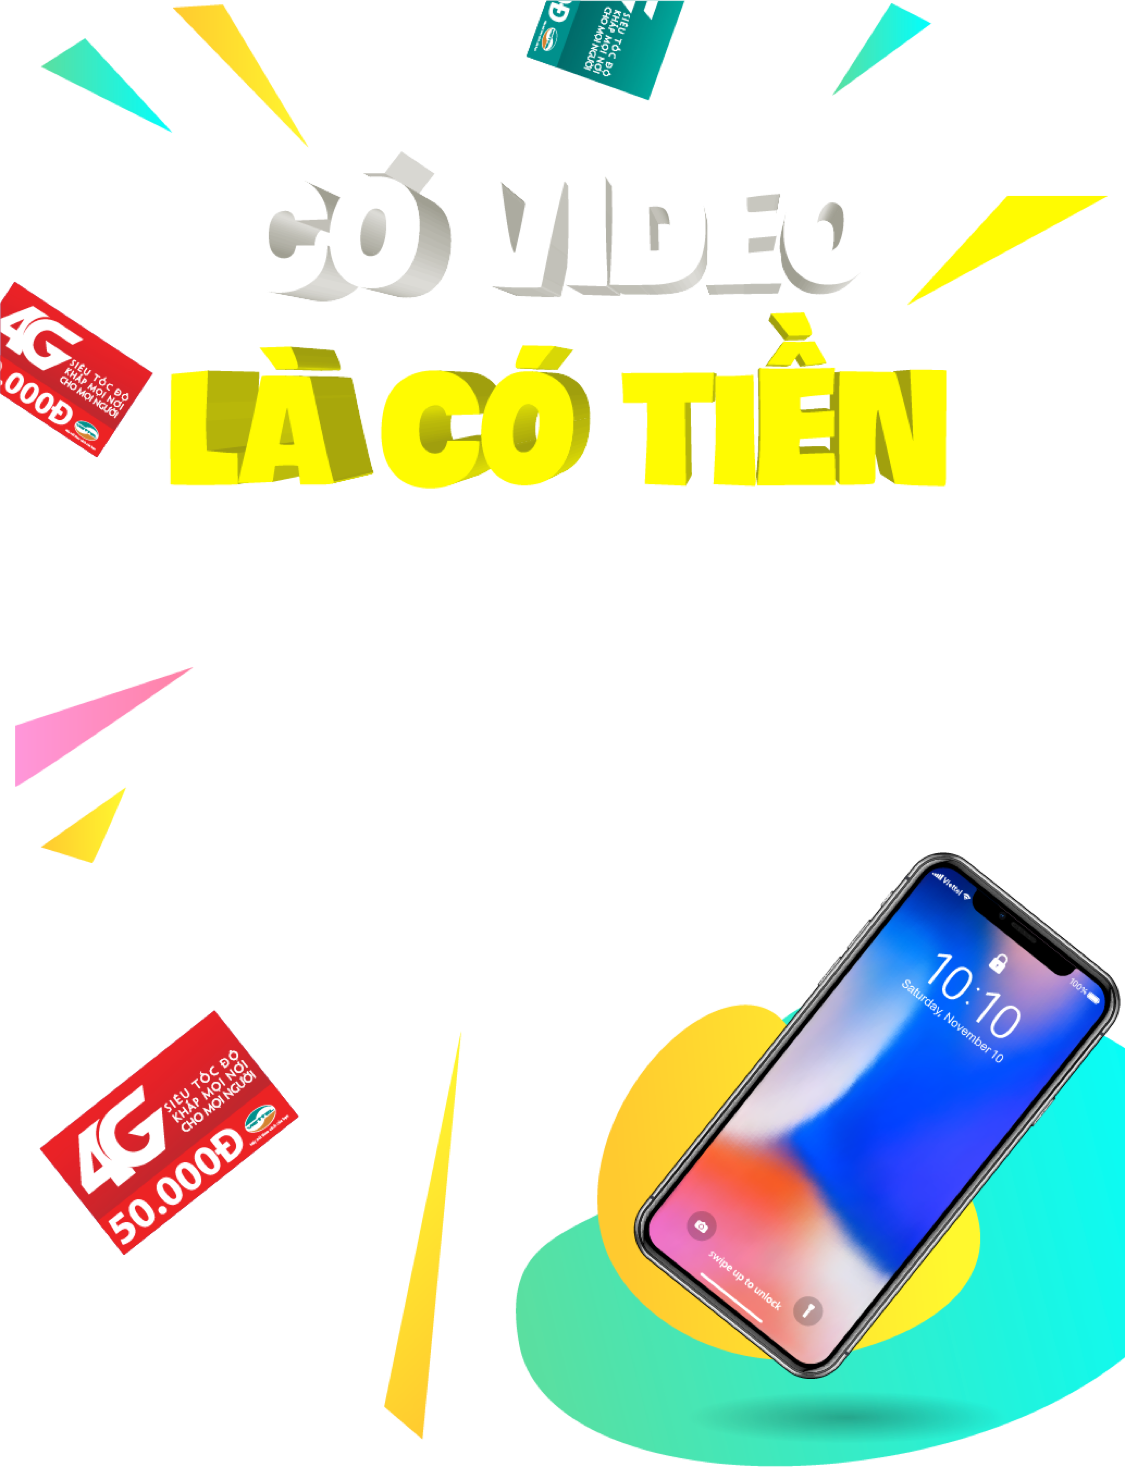 SIÊU TỐC ĐỘ
KHẮP MỌI NƠI
CHO MỌI NGƯỜI
CÓ VIDEO
LÀ CÓ TIỀN
4G
SIÊU TỐC ĐỘ
KHẮP MỌI NƠI
CHO MỌI NGƯỜI
.000Đ
Viettel
100%
10:10
Saturday, November 10
swipe up to unlock
4G
SIÊU TỐC ĐỘ
KHẮP MỌI NƠI
CHO MỌI NGƯỜI
50.000Đ